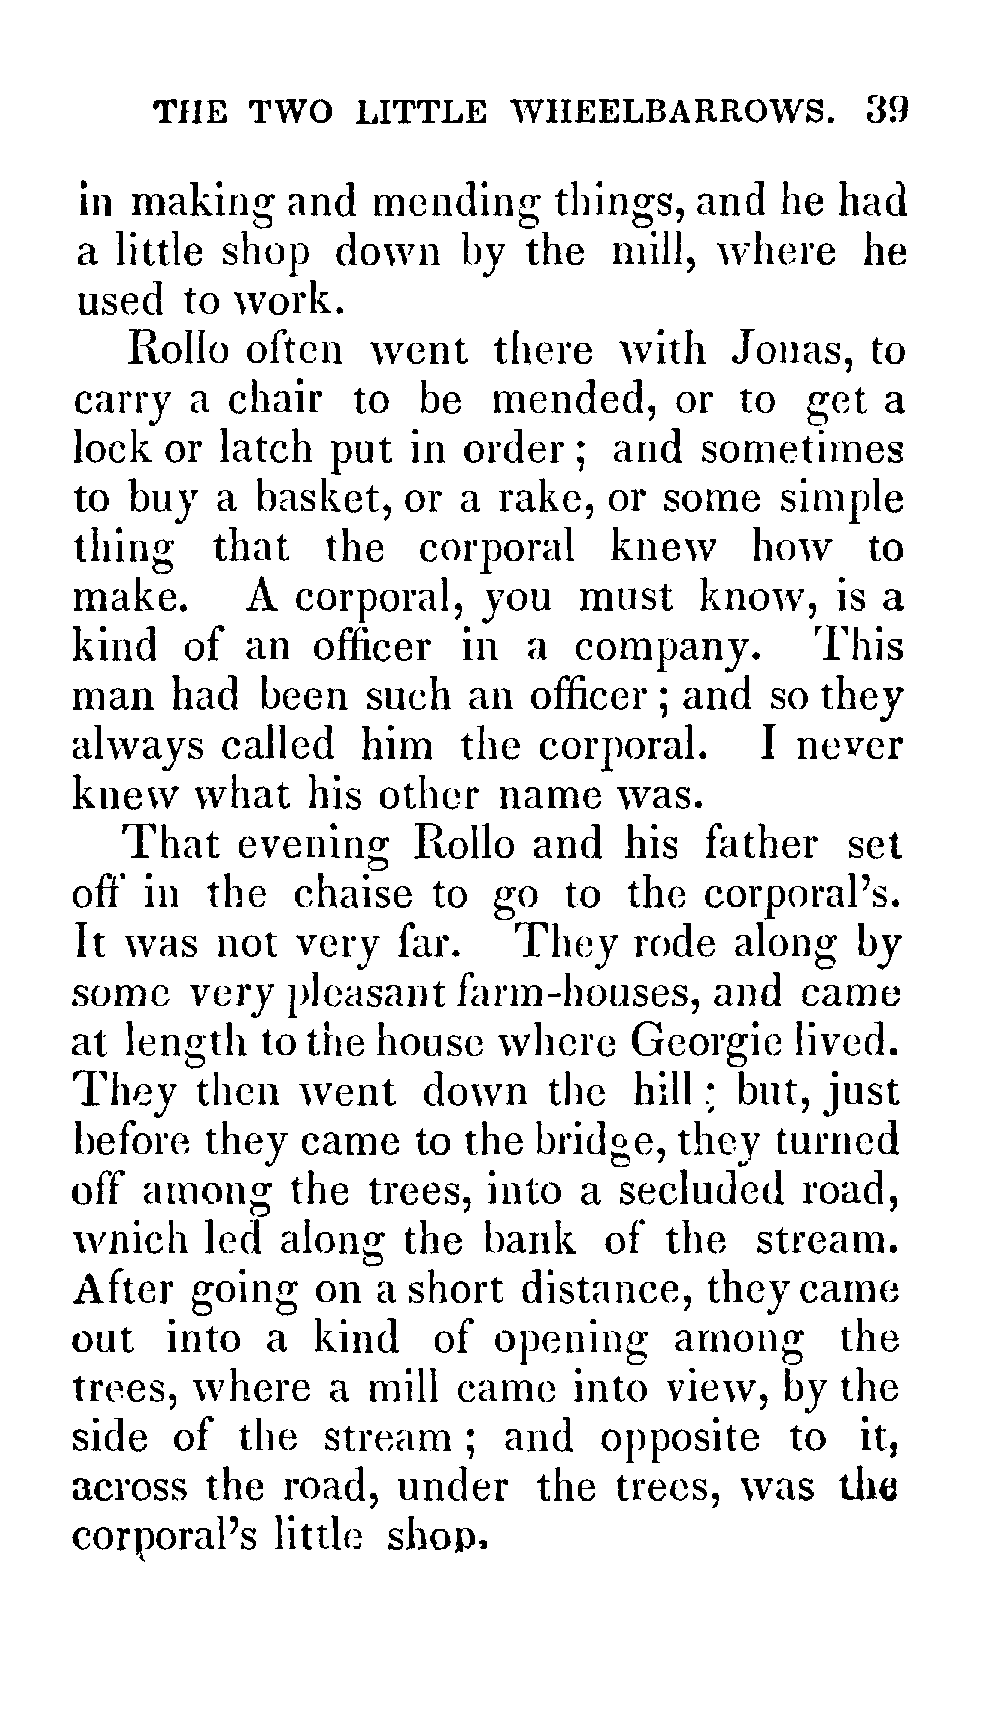 THE TWO LITTLE WHEELBARROWS. 39
in making and mending things, and he had
a little shop down by the mill, where he
used to work.
Rollo often went there with Jonas, to
carry a chair to be mended, or to get a
lock or latch put in order; and sometimes
to buy a basket, or a rake, or some simple
thing that the corporal knew how to
make. A corporal, you must know, is a
kind of an officer in a company. This
man had been such an officer; and so they
always called him the corporal. I never
knew what his other name was.
That evening Rollo and his father set
off in the chaise to go to the corporal's.
It was not very far. They rode along by
some very pleasant farm-houses, and came
at length to the house where Georgie lived.
They then went down the hill; but, just
before they came to the bridge, they turned
off among the trees, into a secluded road,
which led along the bank of the stream.
After going on a short distance, they came
out into a kind of opening among the
trees, where a mill came into view, by the
side of the stream; and opposite to it,
across the road, under the trees, was the
corporal's little shop.